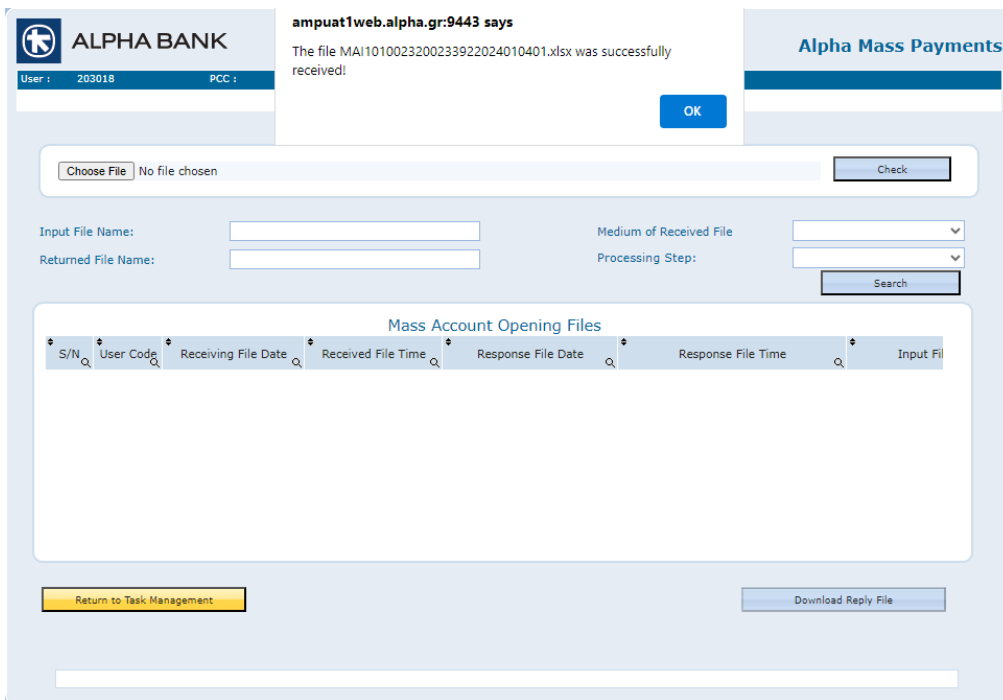 ampuat1web.alpha.gr:9443 says
The file MAI1010023200233922024010401.xlsx was successfully
received!
OK
ALPHA BANK
Alpha Mass Payments
User : 203018 PCC :
Choose File No file chosen
Check
Input File Name:
Medium of Received File
Returned File Name:
Processing Step:
Search
Mass Account Opening Files
S/N User Code Receiving File Date Received File Time Response File Date Response File Time Input Fil
Return to Task Management
Download Reply File